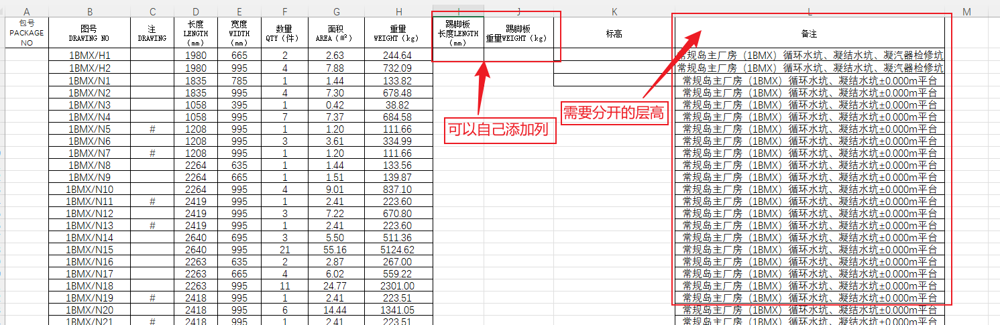 A B C D E F G H I J K L M
包号 PACKAGE NO 图号 DRAWING NO 注 DRAWING 长度 LENGTH (mm) 宽度 WIDTH (mm) 数量 QTY (件) 面积 AREA (㎡) 重量 WEIGHT (kg) 踢脚板 长度LENGTH (mm) 踢脚板 重量WEIGHT (kg) 标高 备注
1BMX/H1 1980 665 2 2.63 244.64 常规岛主厂房（1BMX）循环水坑、凝结水坑、凝汽器检修坑
1BMX/H2 1980 995 4 7.88 732.09 常规岛主厂房（1BMX）循环水坑、凝结水坑、凝汽器检修坑
1BMX/N1 1835 785 1 1.44 133.82 常规岛主厂房（1BMX）循环水坑、凝结水坑±0.000m平台
1BMX/N2 1835 995 4 7.30 678.48 常规岛主厂房（1BMX）循环水坑、凝结水坑±0.000m平台
1BMX/N3 1058 395 1 0.42 38.82 常规岛主厂房（1BMX）循环水坑、凝结水坑±0.000m平台
1BMX/N4 1058 995 7 7.37 684.58 常规岛主厂房（1BMX）循环水坑、凝结水坑±0.000m平台
1BMX/N5 # 1208 995 1 1.20 111.66 常规岛主厂房（1BMX）循环水坑、凝结水坑±0.000m平台
1BMX/N6 1208 995 3 3.61 334.99 常规岛主厂房（1BMX）循环水坑、凝结水坑±0.000m平台
1BMX/N7 # 1208 995 1 1.20 111.66 常规岛主厂房（1BMX）循环水坑、凝结水坑±0.000m平台
1BMX/N8 2264 635 1 1.44 133.56 常规岛主厂房（1BMX）循环水坑、凝结水坑±0.000m平台
1BMX/N9 2264 665 1 1.51 139.87 常规岛主厂房（1BMX）循环水坑、凝结水坑±0.000m平台
1BMX/N10 2264 995 4 9.01 837.10 常规岛主厂房（1BMX）循环水坑、凝结水坑±0.000m平台
1BMX/N11 # 2419 995 1 2.41 223.60 常规岛主厂房（1BMX）循环水坑、凝结水坑±0.000m平台
1BMX/N12 2419 995 3 7.22 670.80 常规岛主厂房（1BMX）循环水坑、凝结水坑±0.000m平台
1BMX/N13 # 2419 995 1 2.41 223.60 常规岛主厂房（1BMX）循环水坑、凝结水坑±0.000m平台
1BMX/N14 2640 695 3 5.50 511.36 常规岛主厂房（1BMX）循环水坑、凝结水坑±0.000m平台
1BMX/N15 2640 995 21 55.16 5124.62 常规岛主厂房（1BMX）循环水坑、凝结水坑±0.000m平台
1BMX/N16 2263 635 2 2.87 267.00 常规岛主厂房（1BMX）循环水坑、凝结水坑±0.000m平台
1BMX/N17 2263 665 4 6.02 559.22 常规岛主厂房（1BMX）循环水坑、凝结水坑±0.000m平台
1BMX/N18 2263 995 11 24.77 2301.00 常规岛主厂房（1BMX）循环水坑、凝结水坑±0.000m平台
1BMX/N19 # 2418 995 1 2.41 223.51 常规岛主厂房（1BMX）循环水坑、凝结水坑±0.000m平台
1BMX/N20 2418 995 6 14.44 1341.05 常规岛主厂房（1BMX）循环水坑、凝结水坑±0.000m平台
1BMX/N21 # 2418 995 1 2.41 223.51 常规岛主厂房（1BMX）循环水坑、凝结水坑±0.000m平台
可以自己添加列
需要分开的层高